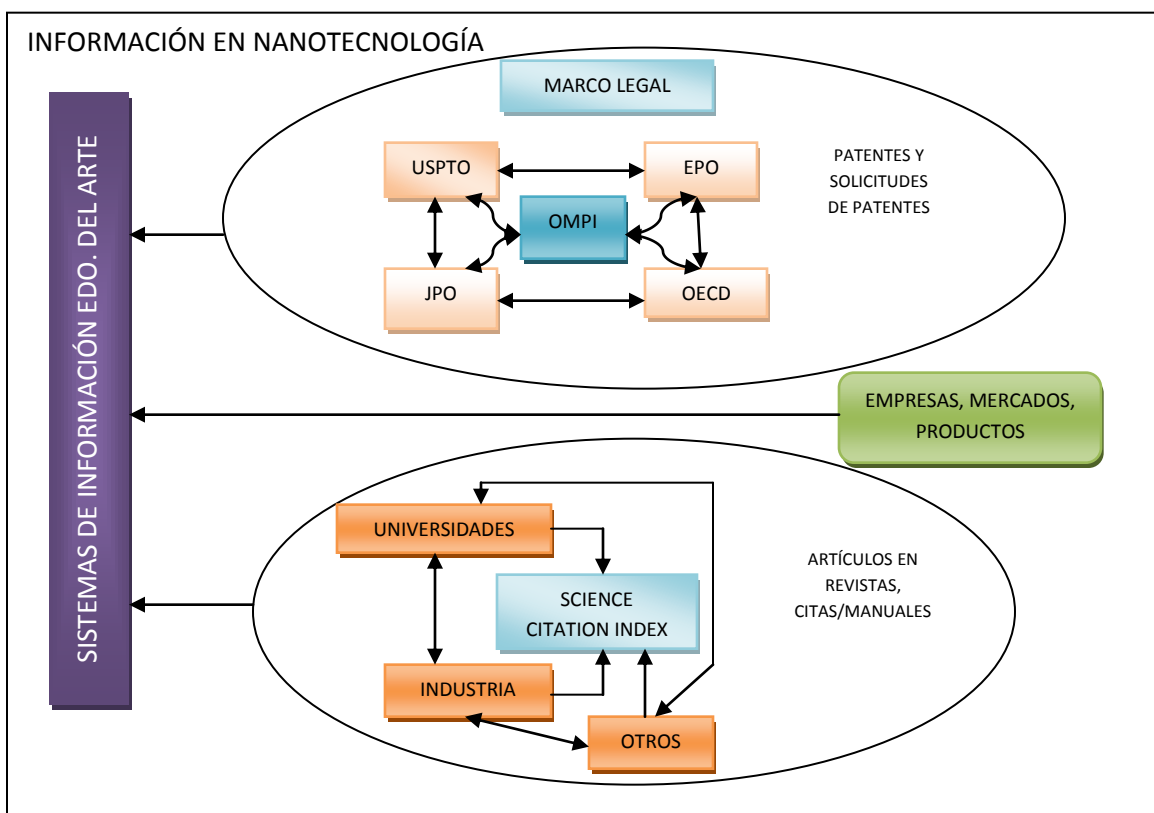 INFORMACIÓN EN NANOTECNOLOGÍA
SISTEMAS DE INFORMACIÓN EDO. DEL ARTE
MARCO LEGAL
USPTO
EPO
OMPI
JPO
OECD
PATENTES Y
SOLICITUDES
DE PATENTES
EMPRESAS, MERCADOS,
PRODUCTOS
UNIVERSIDADES
SCIENCE
CITATION INDEX
INDUSTRIA
OTROS
ARTÍCULOS EN
REVISTAS,
CITAS/MANUALES